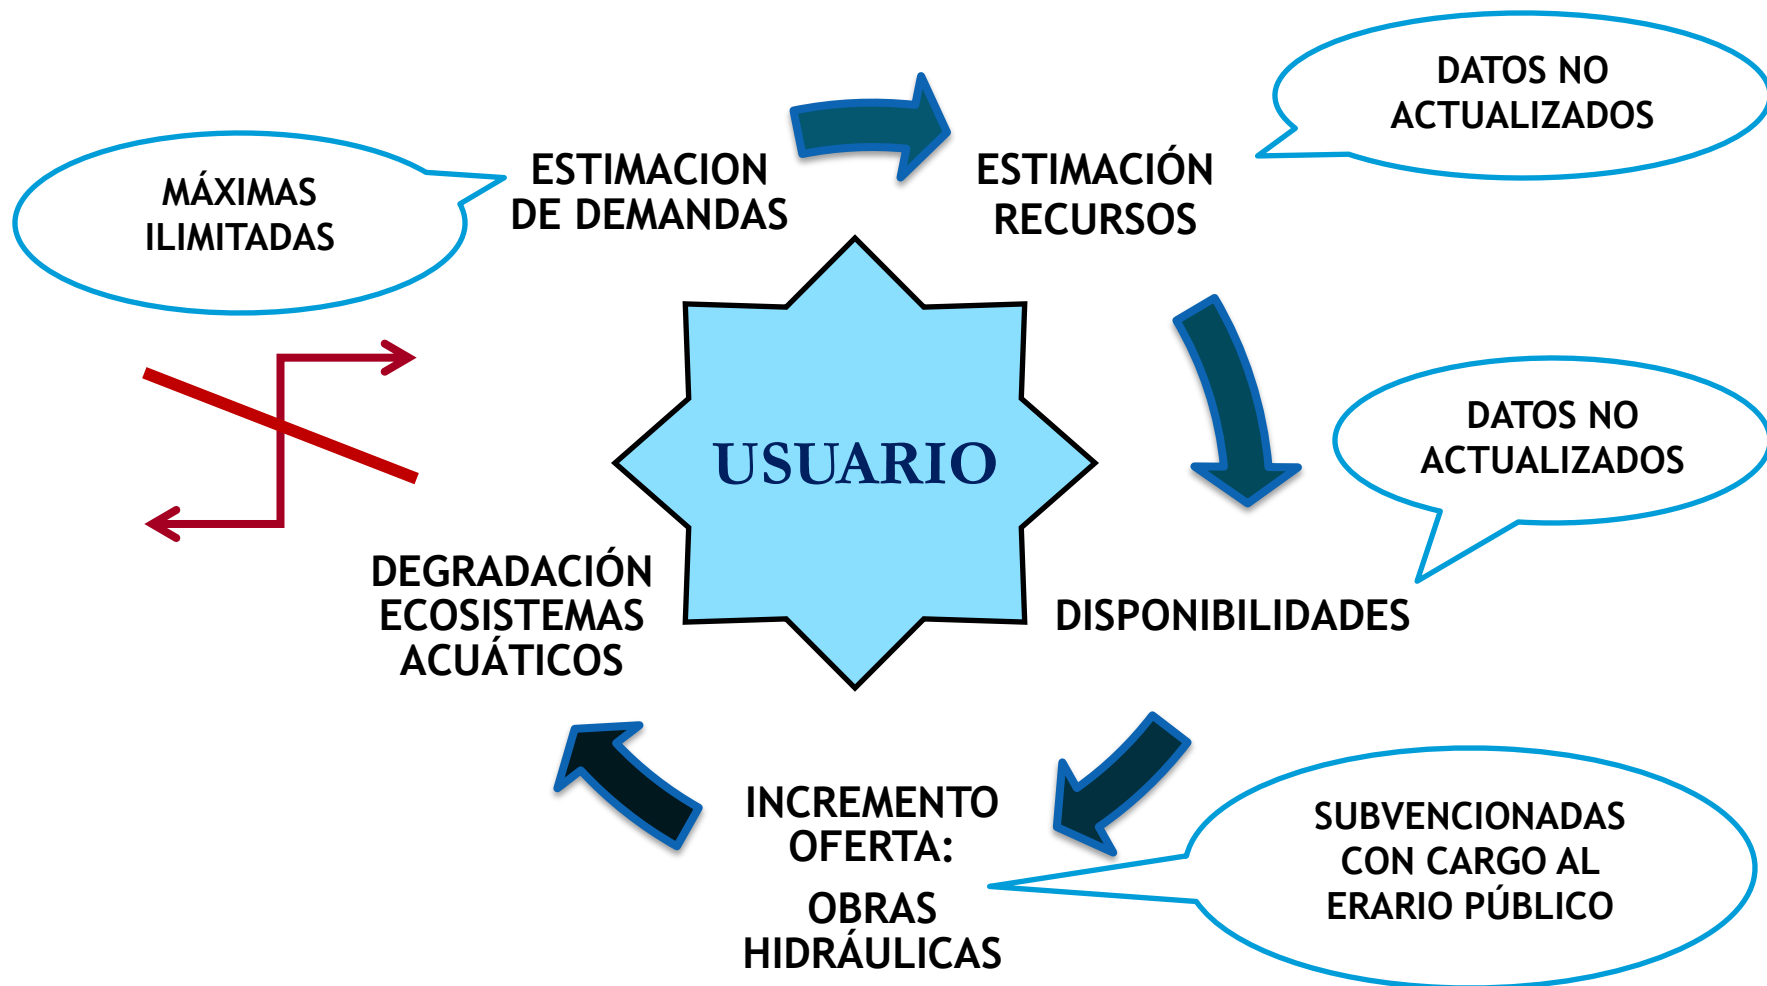 MÁXIMAS
ILIMITADAS
ESTIMACION
DE DEMANDAS
ESTIMACIÓN
RECURSOS
DATOS NO
ACTUALIZADOS
USUARIO
DATOS NO
ACTUALIZADOS
DISPONIBILIDADES
DEGRADACIÓN
ECOSISTEMAS
ACUÁTICOS
INCREMENTO
OFERTA:
OBRAS
HIDRÁULICAS
SUBVENCIONADAS
CON CARGO AL
ERARIO PÚBLICO